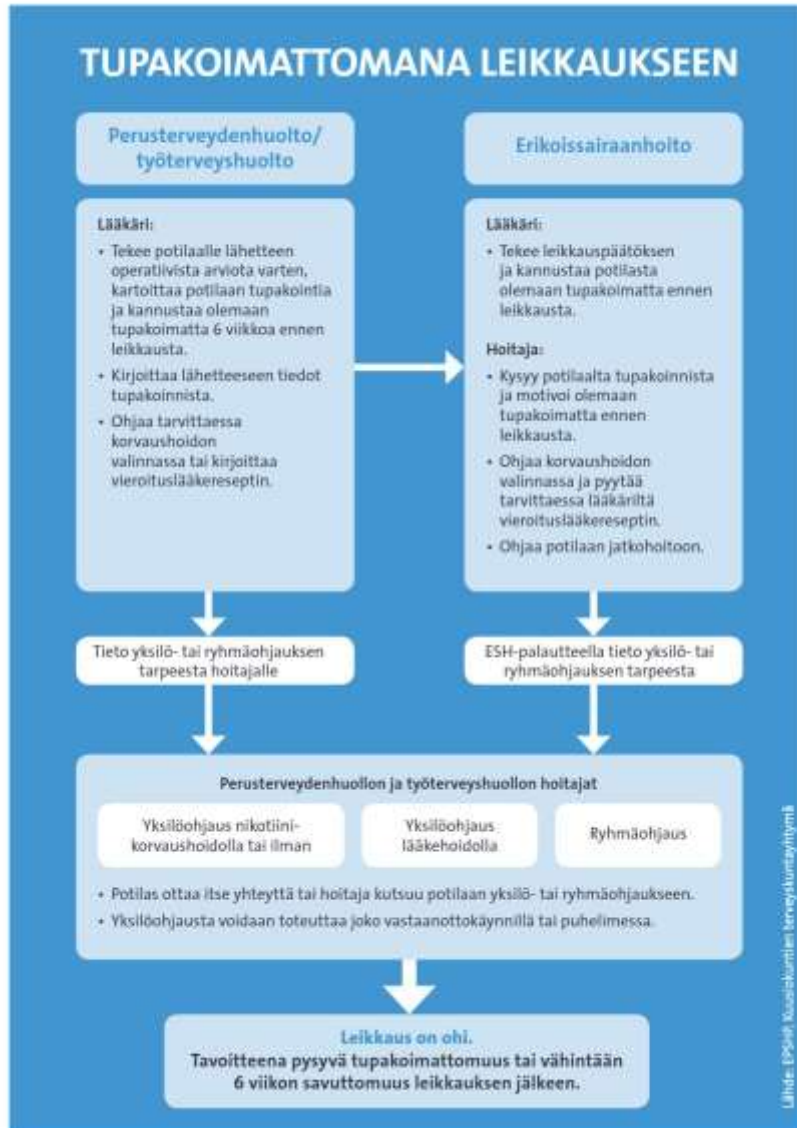 TUPAKOIMATTOMANA LEIKKAUKSEEN
Perusterveydenhuolto/
työterveyshuolto
Lääkäri:
• Tekee potilaalle lähetteen
operatiivista arviota varten,
kartoittaa potilaan tupakointia
ja kannustaa olemaan
tupakoimatta 6 viikkoa ennen
leikkausta.
• Kirjoittaa lähetteeseen tiedot
tupakoinnista.
• Ohjaa tarvittaessa
korvaushoidon
valinnassa tai kirjoittaa
vieroituslääkereseptin.
Erikoissairaanhoito
Lääkäri:
• Tekee leikkauspäätöksen
ja kannustaa potilasta
olemaan tupakoimatta ennen
leikkausta.
Hoitaja:
• Kysyy potilaalta tupakoinnista
ja motivoi olemaan
tupakoimatta ennen
leikkausta.
• Ohjaa korvaushoidon
valinnassa ja pyytää
tarvittaessa lääkäriltä
vieroituslääkereseptin.
• Ohjaa potilaan jatkohoitoon.
Tieto yksilö- tai ryhmäohjauksen
tarpeesta hoitajalle
ESH-palautteella tieto yksilö- tai
ryhmäohjauksen tarpeesta
Perusterveydenhuollon ja työterveyshuollon hoitajat
Yksilöohjaus nikotiini-
korvaushoidolla tai ilman
Yksilöohjaus
lääkehoidolla
Ryhmäohjaus
• Potilas ottaa itse yhteyttä tai hoitaja kutsuu potilaan yksilö- tai ryhmäohjaukseen.
• Yksilöohjausta voidaan toteuttaa joko vastaanottokäynnillä tai puhelimessa.
Leikkaus on ohi.
Tavoitteena pysyvä tupakoimattomuus tai vähintään
6 viikon savuttomuus leikkauksen jälkeen.
Lähde: EPSHP, Kuusiokuntien terveyskuntayhtymä